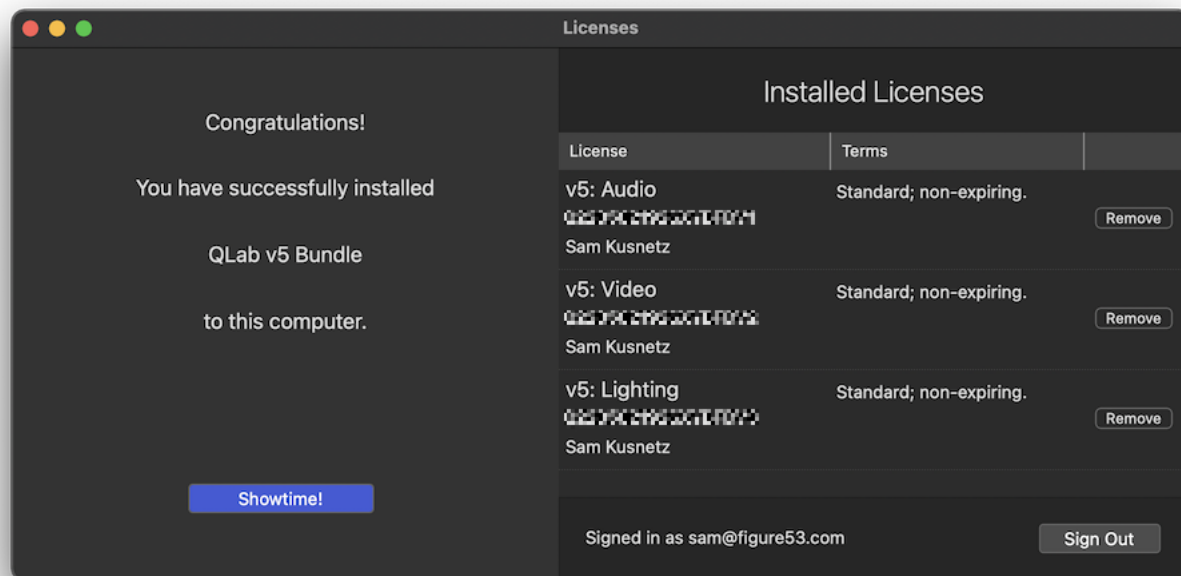 Licenses
Congratulations!
You have successfully installed
QLab v5 Bundle
to this computer.
Showtime!
Installed Licenses
License Terms
v5: Audio Standard; non-expiring.
Remove
Sam Kusnetz
v5: Video Standard; non-expiring.
Remove
Sam Kusnetz
v5: Lighting Standard; non-expiring.
Remove
Sam Kusnetz
Signed in as sam@figure53.com Sign Out